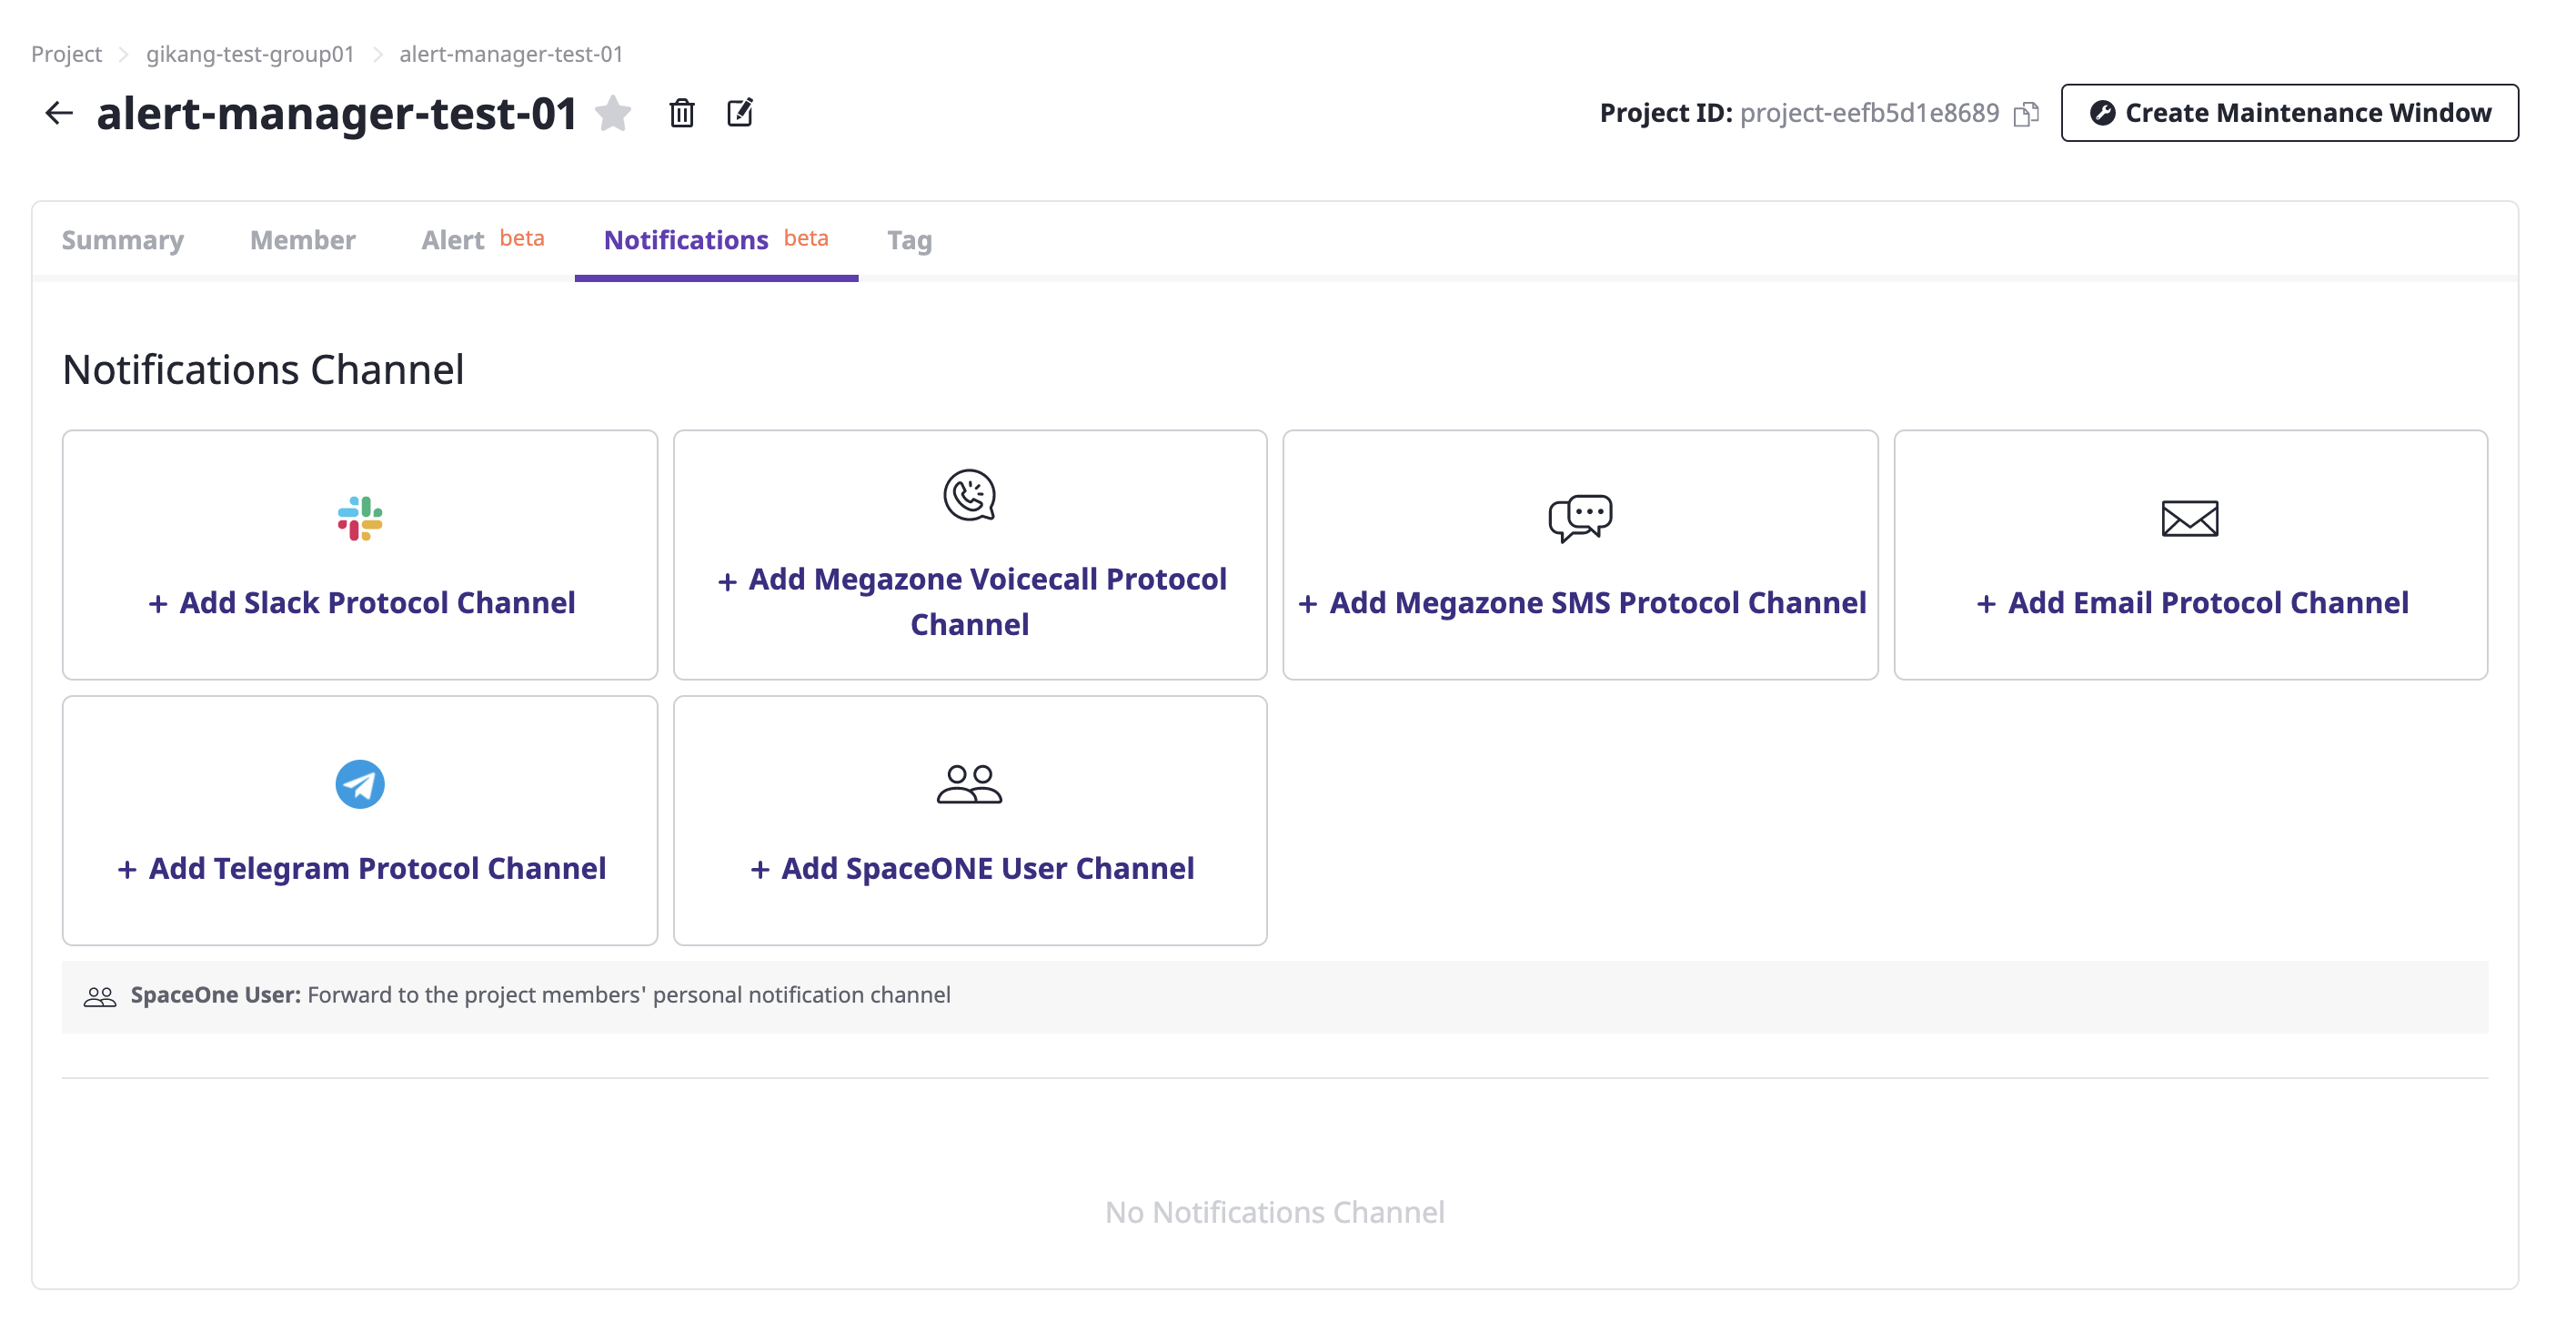 Project gikang-test-group01 alert-manager-test-01
alert-manager-test-01
Project ID: project-eefb5d1e8689
Create Maintenance Window
Summary Member Alert beta Notifications beta Tag
Notifications Channel
+ Add Slack Protocol Channel
+ Add Megazone Voicecall Protocol
Channel
+ Add Megazone SMS Protocol Channel
+ Add Email Protocol Channel
+ Add Telegram Protocol Channel
+ Add SpaceONE User Channel
SpaceOne User: Forward to the project members' personal notification channel
No Notifications Channel